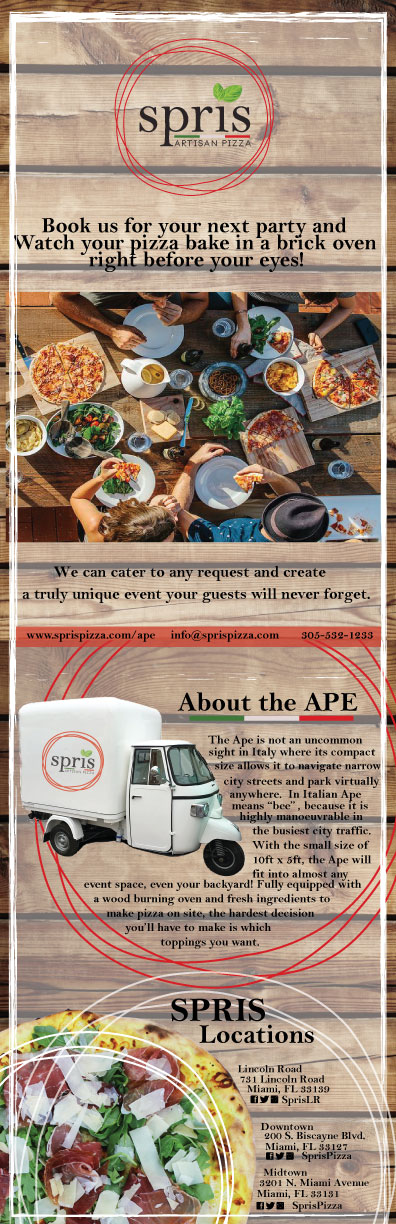 spris
ARTISAN PIZZA
Book us for your next party and
Watch your pizza bake in a brick oven
right before your eyes!
We can cater to any request and create
a truly unique event your guests will never forget.
www.sprispizza.com/ape info@sprispizza.com 305-532-1233
About the APE
spris
ARTISAN PIZZA
The Ape is not an uncommon
sight in Italy where its compact
size allows it to navigate narrow
city streets and park virtually
anywhere. In Italian Ape
means “bee” , because it is
highly manoeuvrable in
the busiest city traffic.
With the small size of
10ft x 5ft, the Ape will
fit into almost any
event space, even your backyard! Fully equipped with
a wood burning oven and fresh ingredients to
make pizza on site, the hardest decision
you'll have to make is which
toppings you want.
SPRIS
Locations
Lincoln Road
731 Lincoln Road
Miami, FL 33139
SprisLR
Downtown
200 S. Biscayne Blvd,
Miami, FL 33127
SprisPizza
Midtown
3201 N. Miami Avenue
Miami, FL 33131
SprisPizza